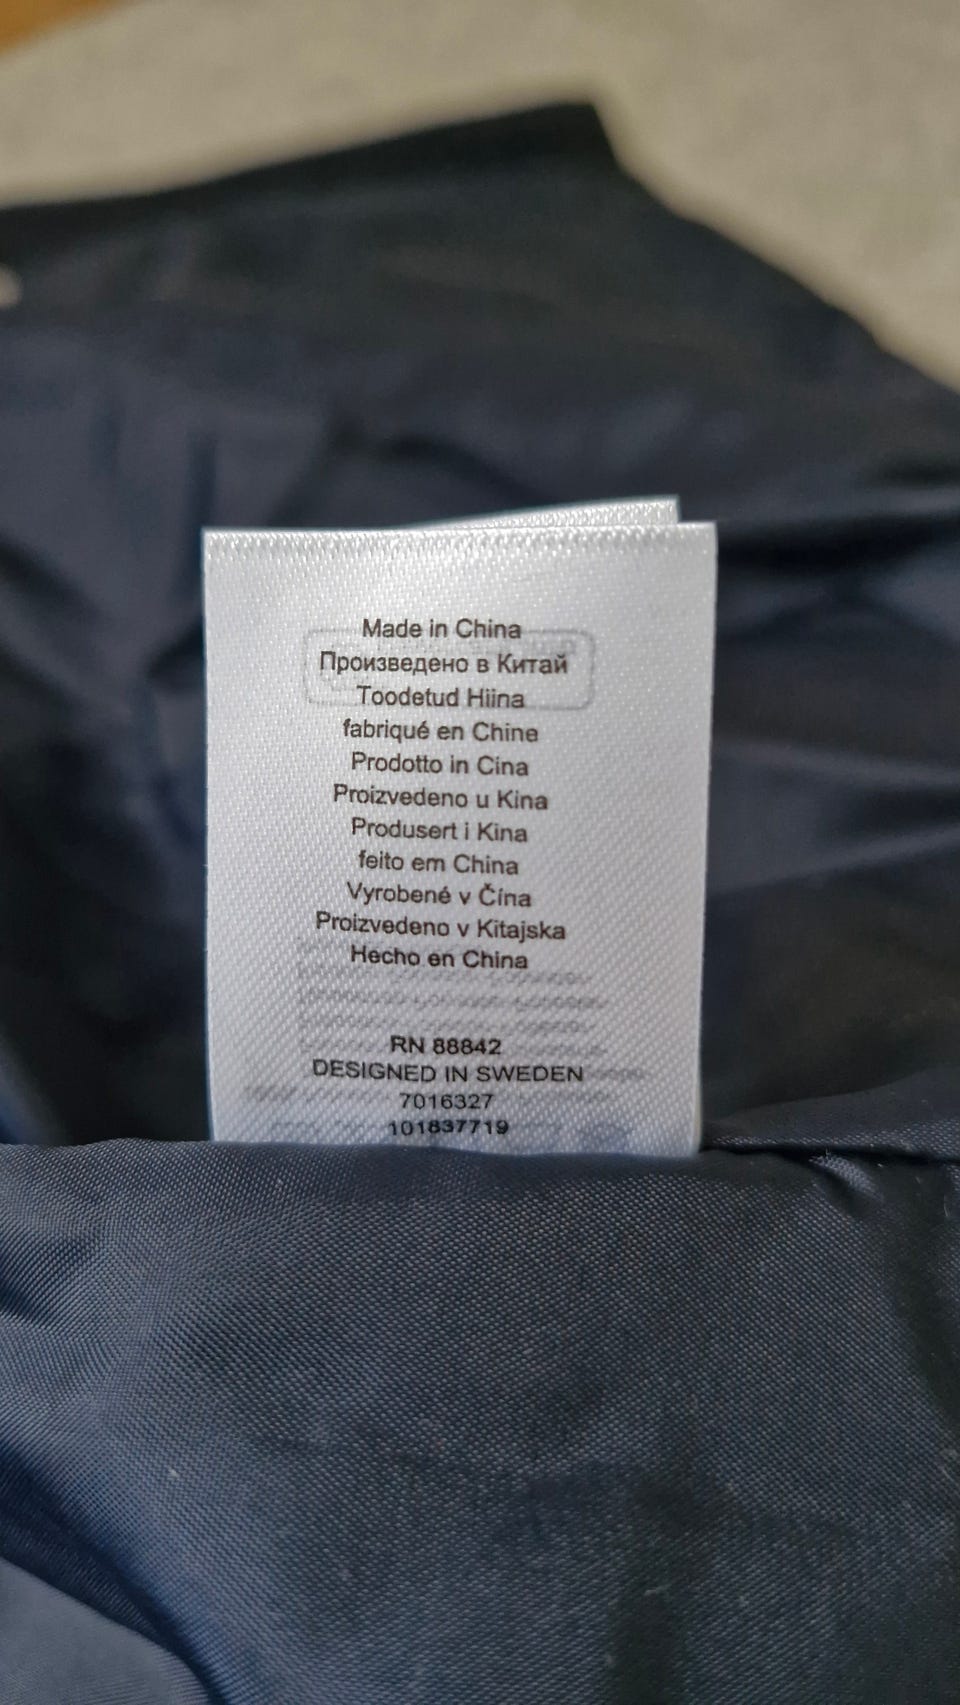 Made in China
Произведено в Китай
Toodetud Hiina
fabriqué en Chine
Prodotto in Cina
Proizvedeno u Kina
Produsert i Kina
feito em China
Vyrobené v Čína
Proizvedeno v Kitajska
Hecho en China
RN 88842
DESIGNED IN SWEDEN
7016327
101837719